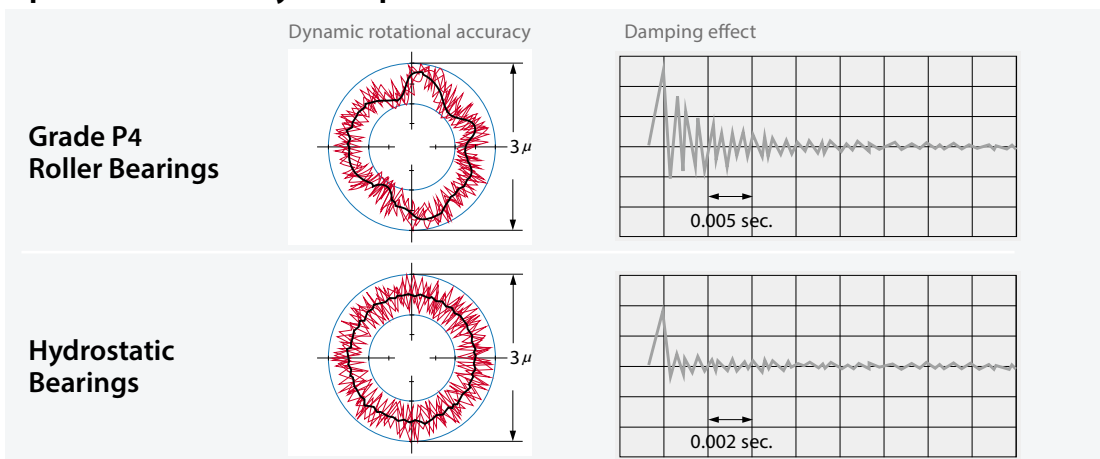 Dynamic rotational accuracy
Damping effect
Grade P4
Roller Bearings
3 μ
0.005 sec.
Hydrostatic
Bearings
3 μ
0.002 sec.